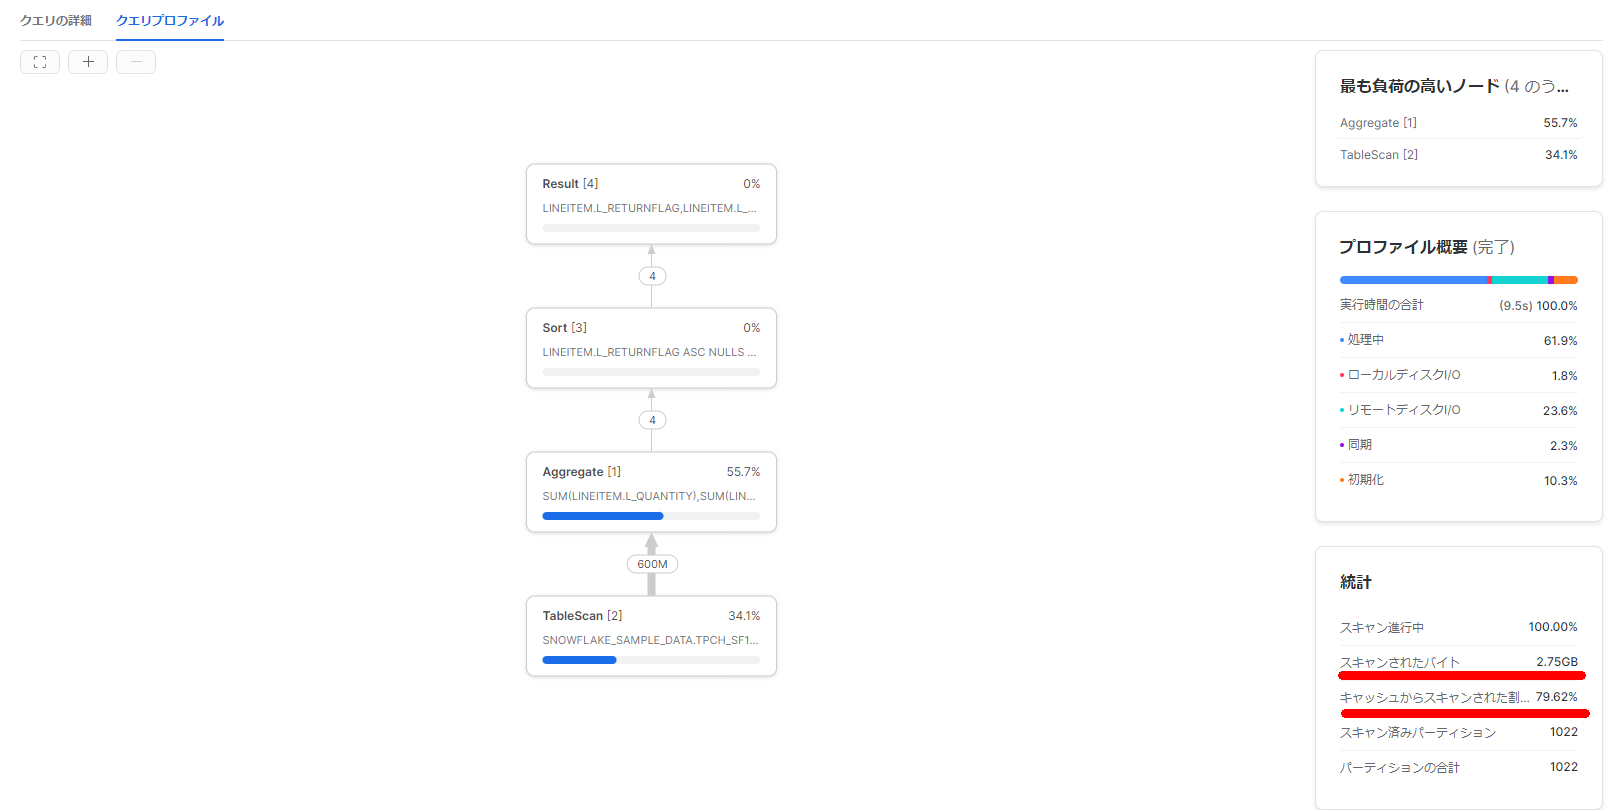 クエリの詳細 クエリプロファイル
最も負荷の高いノード (4 のう...
Aggregate [1] 55.7%
TableScan [2] 34.1%
Result [4] 0%
LINEITEM.L_RETURNFLAG,LINEITEM.L_...
4
Sort [3] 0%
LINEITEM.L_RETURNFLAG ASC NULLS ...
4
Aggregate [1] 55.7%
SUM(LINEITEM.L_QUANTITY),SUM(LIN...
600M
TableScan [2] 34.1%
SNOWFLAKE_SAMPLE_DATA.TPCH_SF1...
プロファイル概要 (完了)
実行時間の合計 (9.5s) 100.0%
処理中 61.9%
ローカルディスクI/O 1.8%
リモートディスクI/O 23.6%
同期 2.3%
初期化 10.3%
統計
スキャン進行中 100.00%
スキャンされたバイト 2.75GB
キャッシュからスキャンされた割... 79.62%
スキャン済みパーティション 1022
パーティションの合計 1022